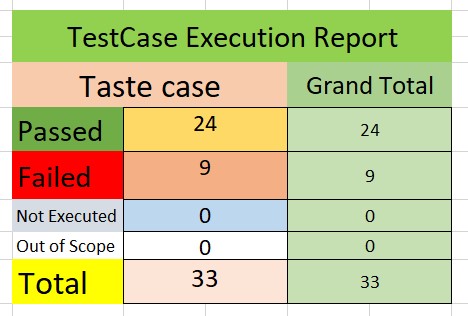 TestCase Execution Report
Taste case Grand Total
Passed 24 24
Failed 9 9
Not Executed 0 0
Out of Scope 0 0
Total 33 33